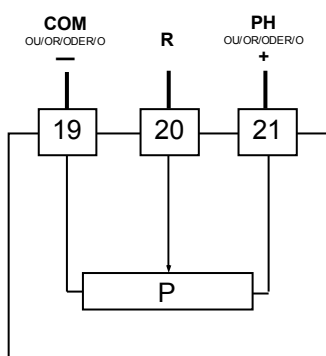 COM
OU/OR/ODER/O
—
R
PH
OU/OR/ODER/O
+
19
20
21
P